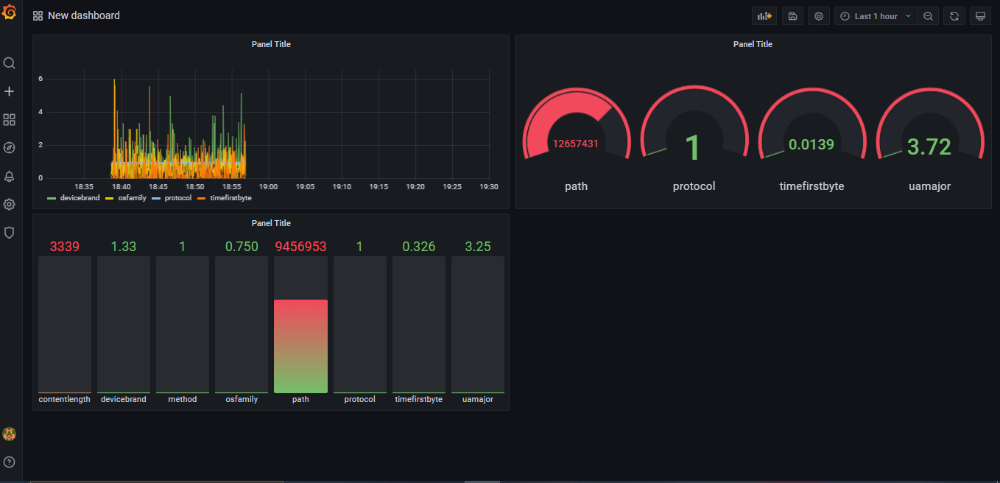 New dashboard
Last 1 hour
Panel Title
6
4
2
0
18:35 18:40 18:45 18:50 18:55 19:00 19:05 19:10 19:15 19:20 19:25 19:30
devicebrand osfamily protocol timefirstbyte
Panel Title
12657431 1 0.0139 3.72
path protocol timefirstbyte uamajor
Panel Title
3339 1.33 1 0.750 9456953 1 0.326 3.25
contentlength devicebrand method osfamily path protocol timefirstbyte uamajor